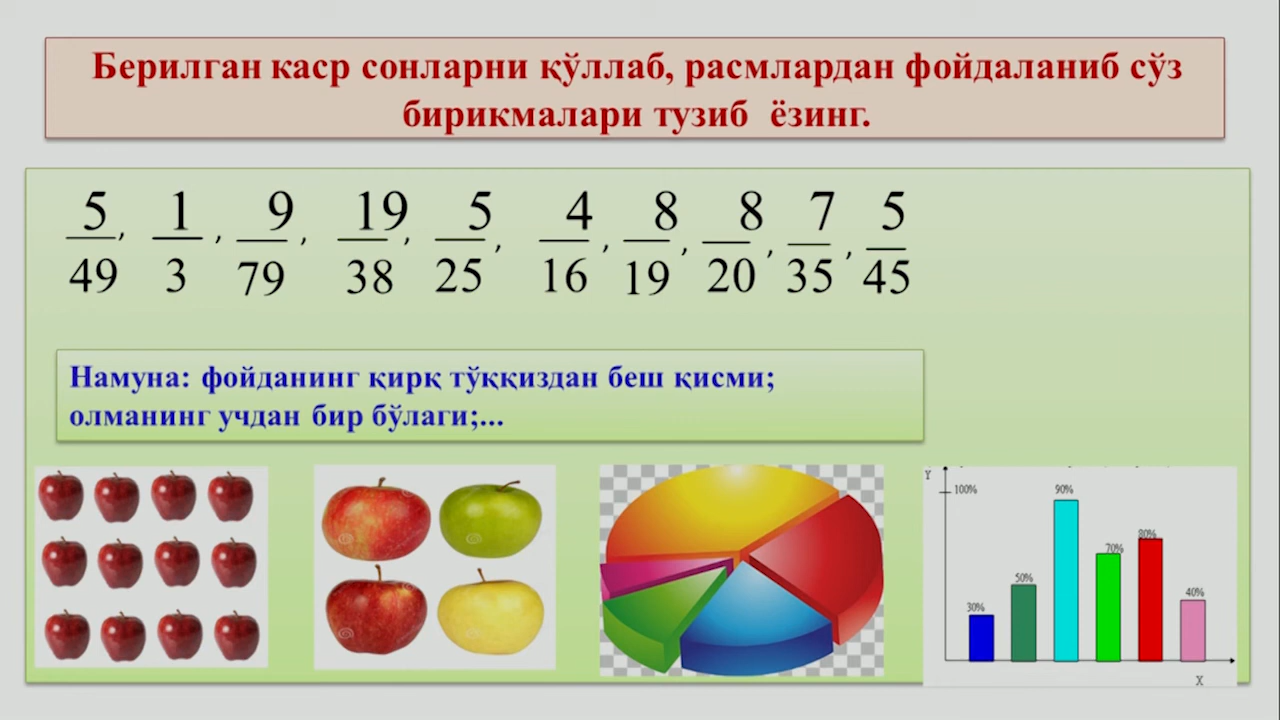 Берилган каср сонларни қўллаб, расмлардан фойдаланиб сўз
бирикмалари тузиб ёзинг.
5/49, 1/3, 9/79, 19/38, 5/25, 4/16, 8/19, 8/20, 7/35, 5/45
Намуна: фойданинг қирқ тўққиздан беш қисми;
олманинг учдан бир бўлаги;...
Y
100%
30%
50%
90%
70%
80%
40%
X